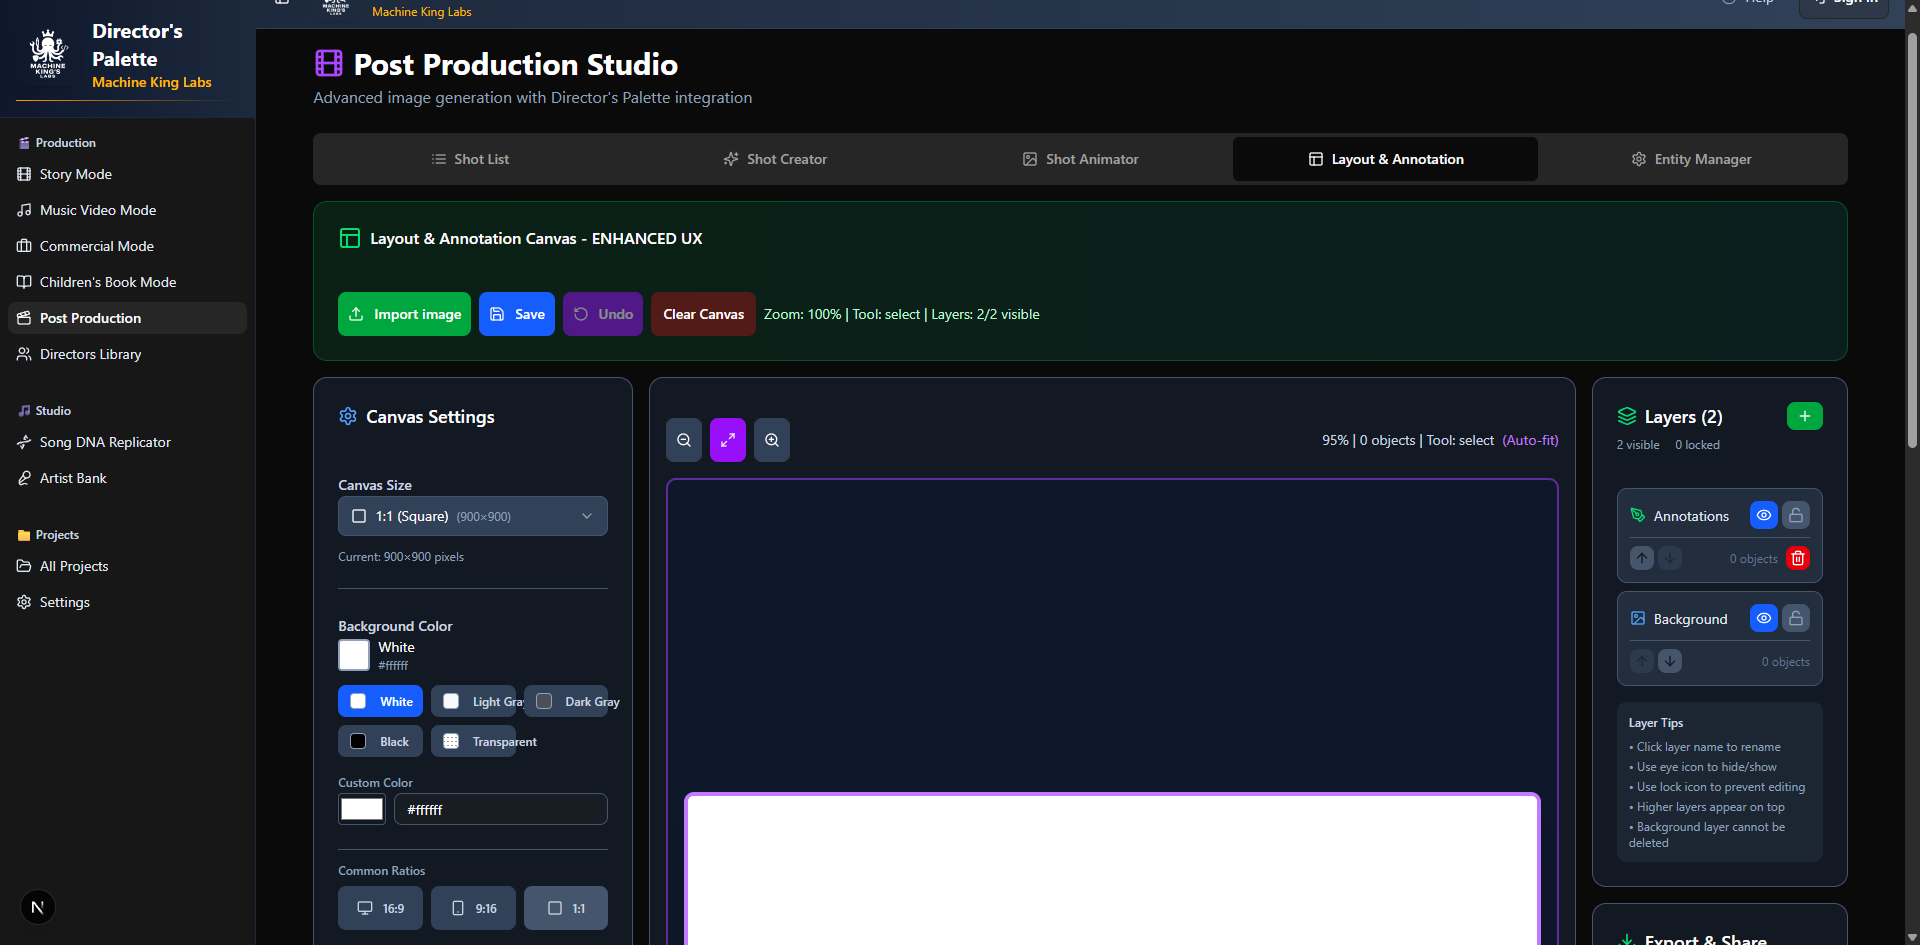 Director's
Palette
Machine King Labs
MACHINE
KING'S
LABS
Production
Story Mode
Music Video Mode
Commercial Mode
Children's Book Mode
Post Production
Directors Library
Studio
Song DNA Replicator
Artist Bank
Projects
All Projects
Settings
N
Machine King Labs
Help
Sign In
Post Production Studio
Advanced image generation with Director's Palette integration
Shot List
Shot Creator
Shot Animator
Layout & Annotation
Entity Manager
Layout & Annotation Canvas - ENHANCED UX
Import image
Save
Undo
Clear Canvas
Zoom: 100% | Tool: select | Layers: 2/2 visible
Canvas Settings
Canvas Size
1:1 (Square) (900×900)
Current: 900×900 pixels
Background Color
White
#ffffff
White
Light Gray
Dark Gray
Black
Transparent
Custom Color
#ffffff
Common Ratios
16:9
9:16
1:1
95% | 0 objects | Tool: select (Auto-fit)
Layers (2)
2 visible 0 locked
Annotations
0 objects
Background
0 objects
Layer Tips
• Click layer name to rename
• Use eye icon to hide/show
• Use lock icon to prevent editing
• Higher layers appear on top
• Background layer cannot be
deleted
Export & Share